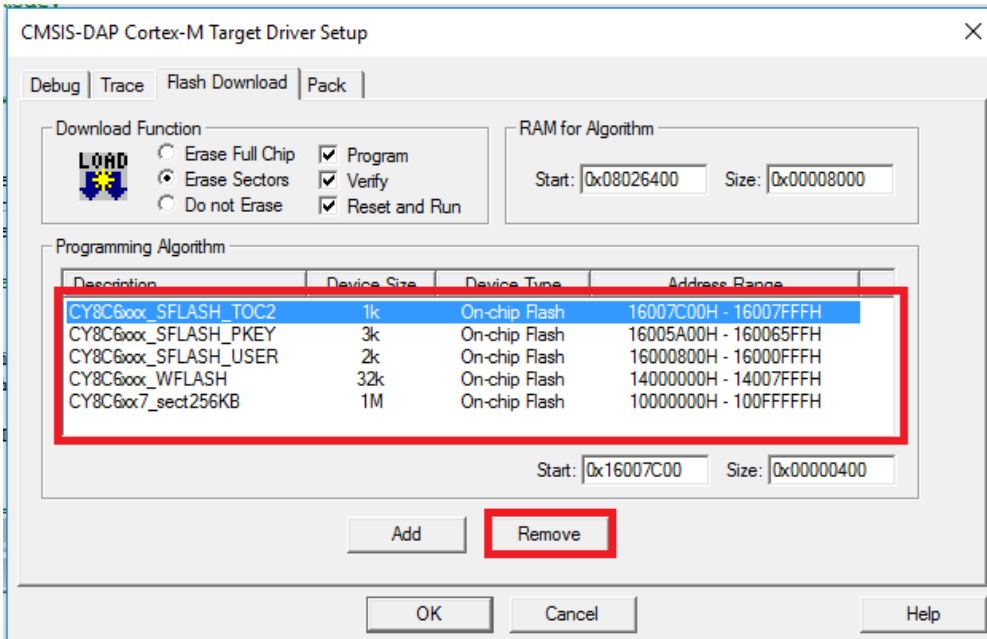 CMSIS-DAP Cortex-M Target Driver Setup
Debug Trace Flash Download Pack
Download Function
LOAD
Erase Full Chip
Erase Sectors
Do not Erase
Program
Verify
Reset and Run
RAM for Algorithm
Start: 0x08026400 Size: 0x00008000
Programming Algorithm
Description Device Size Device Type Address Range
CY8C6xxx_SFLASH_TOC2 1k On-chip Flash 16007C00H - 16007FFFH
CY8C6xxx_SFLASH_PKEY 3k On-chip Flash 16005A00H - 160065FFH
CY8C6xxx_SFLASH_USER 2k On-chip Flash 16000800H - 16000FFFH
CY8C6xxx_WFLASH 32k On-chip Flash 14000000H - 14007FFFH
CY8C6xx7_sect256KB 1M On-chip Flash 10000000H - 100FFFFFH
Start: 0x16007C00 Size: 0x00000400
Add Remove
OK Cancel Help